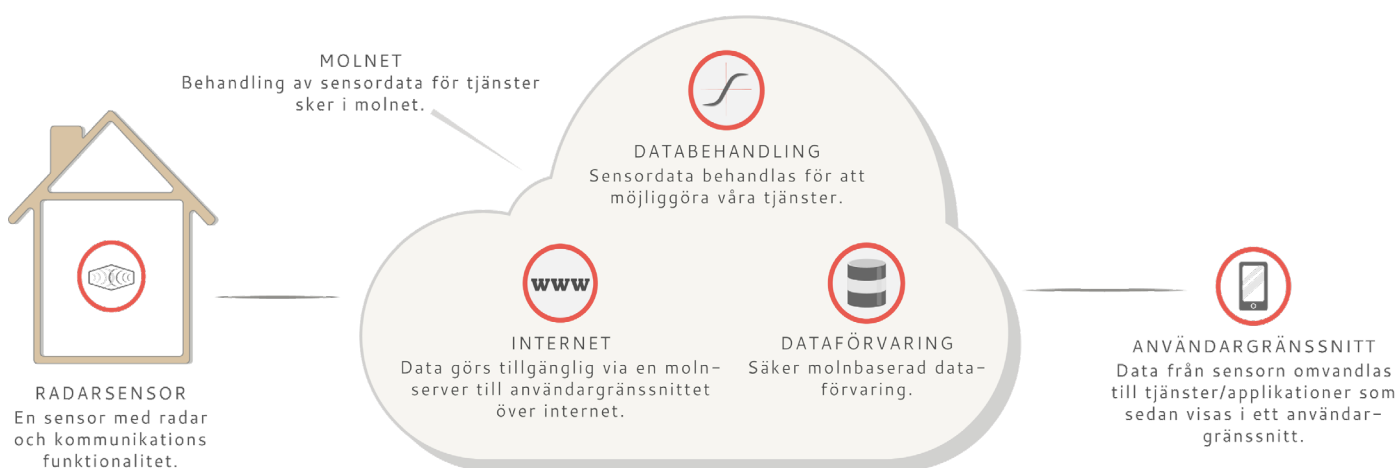 MOLNET
Behandling av sensordata för tjänster
sker i molnet.
DATABEHANDLING
Sensordata behandlas för att
möjliggöra våra tjänster.
RADARSENSOR
En sensor med radar
och kommunikations
funktionalitet.
www
INTERNET
Data görs tillgänglig via en moln-
server till användargränssnittet
över internet.
DATAFÖRVARING
Säker molnbaserad data-
förvaring.
ANVÄNDARGRÄNSSNITT
Data från sensorn omvandlas
till tjänster/applikationer som
sedan visas i ett användar-
gränssnitt.